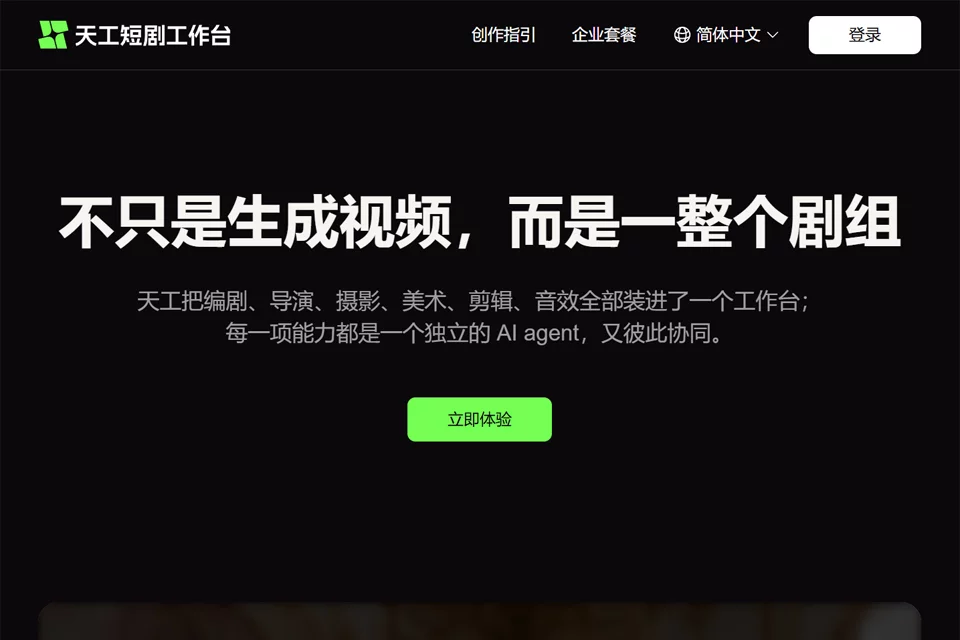 天工短剧工作台
创作指引
企业套餐
简体中文
登录
不只是生成视频，而是一整个剧组
天工把编剧、导演、摄影、美术、剪辑、音效全部装进了一个工作台；
每一项能力都是一个独立的 AI agent，又彼此协同。
立即体验